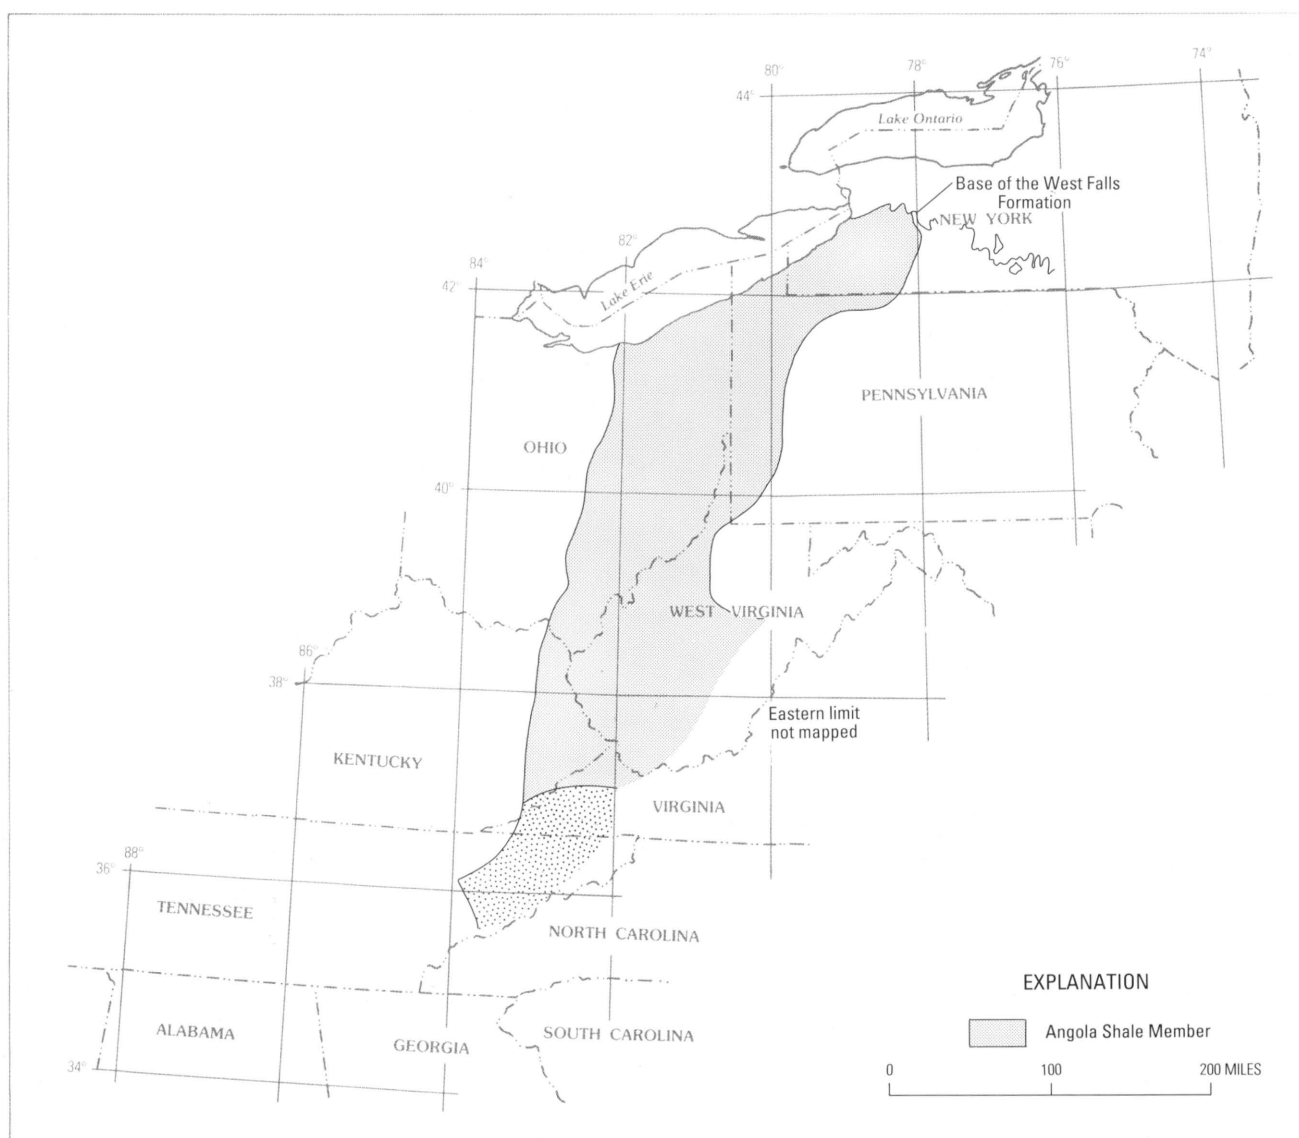 74°
76°
78°
80°
44°
Lake Ontario
Base of the West Falls
Formation
NEW YORK
82°
84°
42°
Lake Erie
PENNSYLVANIA
OHIO
40°
WEST VIRGINIA
86°
38°
Eastern limit
not mapped
KENTUCKY
VIRGINIA
88°
36°
TENNESSEE
NORTH CAROLINA
EXPLANATION
Angola Shale Member
ALABAMA
GEORGIA
SOUTH CAROLINA
34°
0 100 200 MILES